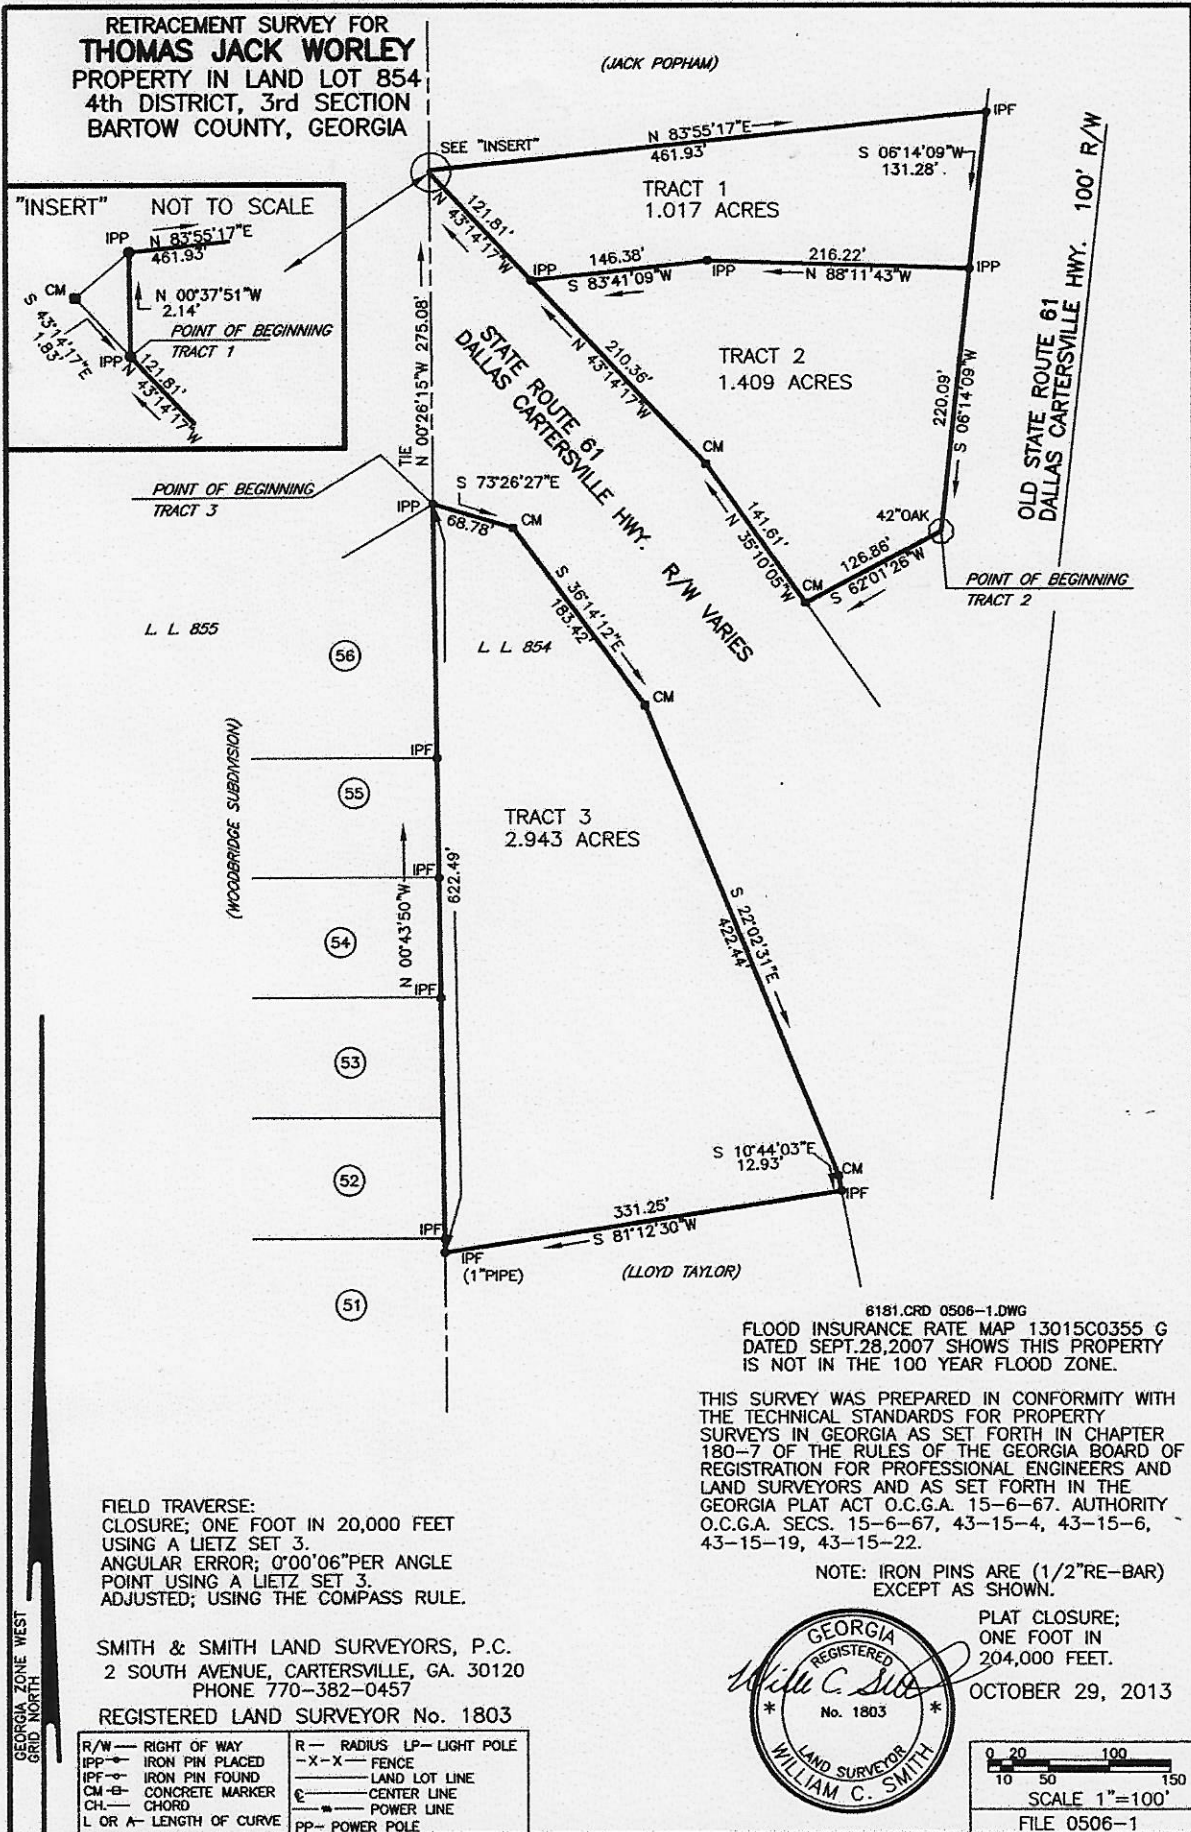 RETRACEMENT SURVEY FOR
THOMAS JACK WORLEY
PROPERTY IN LAND LOT 854
4th DISTRICT, 3rd SECTION
BARTOW COUNTY, GEORGIA
(JACK POPHAM)
SEE "INSERT"
N 83°55'17"E
461.93'
IPF
S 06°14'09"W
131.28'
TRACT 1
1.017 ACRES
121.81'
N 43°14'17"W
146.38'
S 83°41'09"W
IPP
IPP
216.22'
N 88°11'43"W
IPP
OLD STATE ROUTE 61
DALLAS CARTERSVILLE HWY. 100' R/W
"INSERT" NOT TO SCALE
IPP
N 83°55'17"E
461.93'
CM
N 00°37'51"W
2.14'
S 43°14'17"E
1.83'
POINT OF BEGINNING
TRACT 1
IPP
121.81'
N 43°14'17"W
TIE
N 00°26'15"W 275.08'
STATE ROUTE 61
DALLAS CARTERSVILLE HWY. R/W VARIES
210.36'
N 43°14'17"W
TRACT 2
1.409 ACRES
220.09'
S 06°14'09"W
CM
141.61'
N 35°10'05"W
42"OAK
126.86'
S 62°01'26"W
CM
POINT OF BEGINNING
TRACT 2
POINT OF BEGINNING
TRACT 3
IPP
S 73°26'27"E
68.78'
CM
S 36°14'12"E
183.42'
CM
L. L. 855
L. L. 854
56
IPF
55
(WOODBRIDGE SUBDIVISION)
IPF
N 00°43'50"W
622.49'
54
IPF
53
52
IPF
51
TRACT 3
2.943 ACRES
S 22°02'31"E
422.44'
S 10°44'03"E
12.93'
CM
IPF
331.25'
S 81°12'30"W
IPF
(1"PIPE)
(LLOYD TAYLOR)
6181.CRD 0506-1.DWG
FLOOD INSURANCE RATE MAP 13015C0355 G
DATED SEPT.28,2007 SHOWS THIS PROPERTY
IS NOT IN THE 100 YEAR FLOOD ZONE.
THIS SURVEY WAS PREPARED IN CONFORMITY WITH
THE TECHNICAL STANDARDS FOR PROPERTY
SURVEYS IN GEORGIA AS SET FORTH IN CHAPTER
180-7 OF THE RULES OF THE GEORGIA BOARD OF
REGISTRATION FOR PROFESSIONAL ENGINEERS AND
LAND SURVEYORS AND AS SET FORTH IN THE
GEORGIA PLAT ACT O.C.G.A. 15-6-67. AUTHORITY
O.C.G.A. SECS. 15-6-67, 43-15-4, 43-15-6,
43-15-19, 43-15-22.
NOTE: IRON PINS ARE (1/2"RE-BAR)
EXCEPT AS SHOWN.
FIELD TRAVERSE:
CLOSURE; ONE FOOT IN 20,000 FEET
USING A LIETZ SET 3.
ANGULAR ERROR; 0°00'06"PER ANGLE
POINT USING A LIETZ SET 3.
ADJUSTED; USING THE COMPASS RULE.
SMITH & SMITH LAND SURVEYORS, P.C.
2 SOUTH AVENUE, CARTERSVILLE, GA. 30120
PHONE 770-382-0457
REGISTERED LAND SURVEYOR No. 1803
GEORGIA ZONE WEST
GRID NORTH
R/W RIGHT OF WAY
IPP IRON PIN PLACED
IPF IRON PIN FOUND
CM CONCRETE MARKER
CH. CHORD
L OR A LENGTH OF CURVE
R RADIUS LP LIGHT POLE
-X-X- FENCE
LAND LOT LINE
CENTER LINE
POWER LINE
PP POWER POLE
GEORGIA
REGISTERED
No. 1803
LAND SURVEYOR
WILLIAM C. SMITH
PLAT CLOSURE;
ONE FOOT IN
204,000 FEET.
OCTOBER 29, 2013
0 20 100
10 50 150
SCALE 1"=100'
FILE 0506-1